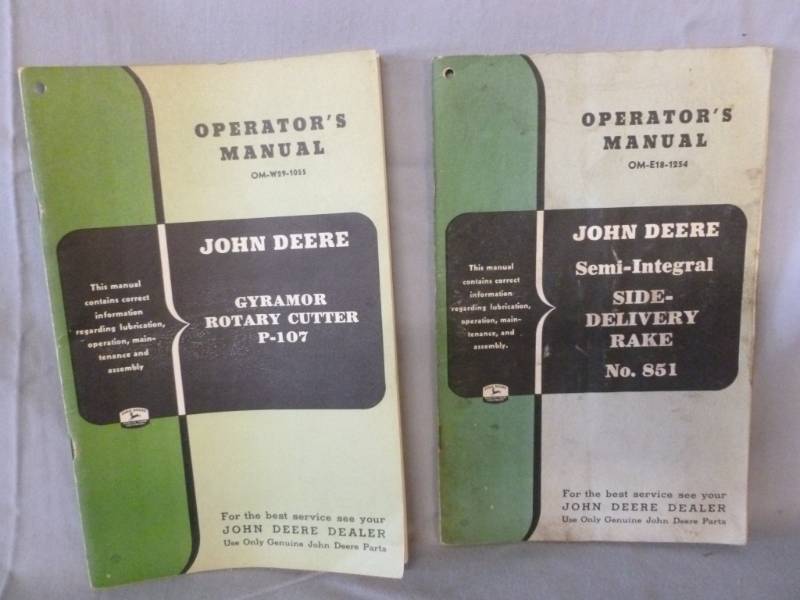 OPERATOR'S
MANUAL
OM-W29-1055
JOHN DEERE
GYRAMOR
ROTARY CUTTER
P-107
This manual
contains correct
information
regarding lubrication,
operation, main-
tenance and
assembly
For the best service see your
JOHN DEERE DEALER
Use Only Genuine John Deere Parts
OPERATOR'S
MANUAL
OM-E18-1254
JOHN DEERE
Semi-Integral
SIDE-
DELIVERY
RAKE
No. 851
This manual
contains correct
information
regarding lubrication,
operation, main-
tenance, and
assembly.
For the best service see your
JOHN DEERE DEALER
Use Only Genuine John Deere Parts